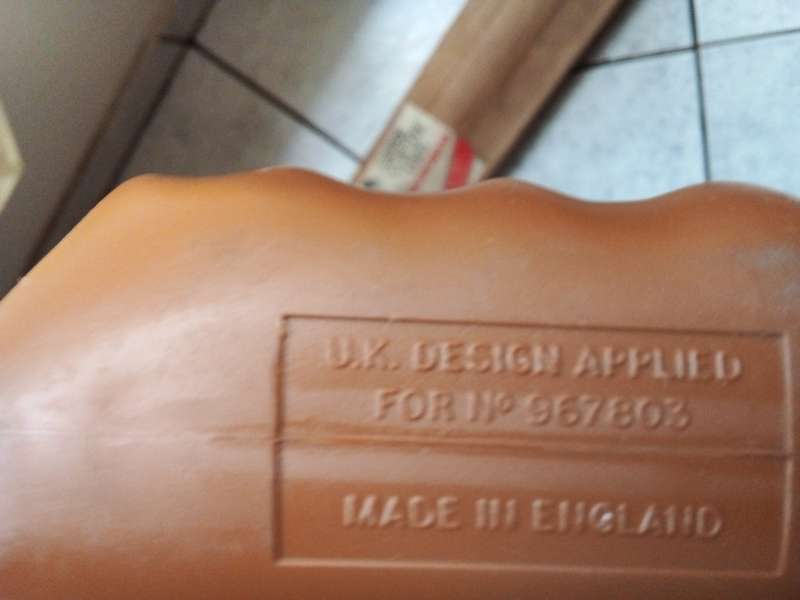 U.K. DESIGN APPLIED
FOR Nº 967803
MADE IN ENGLAND